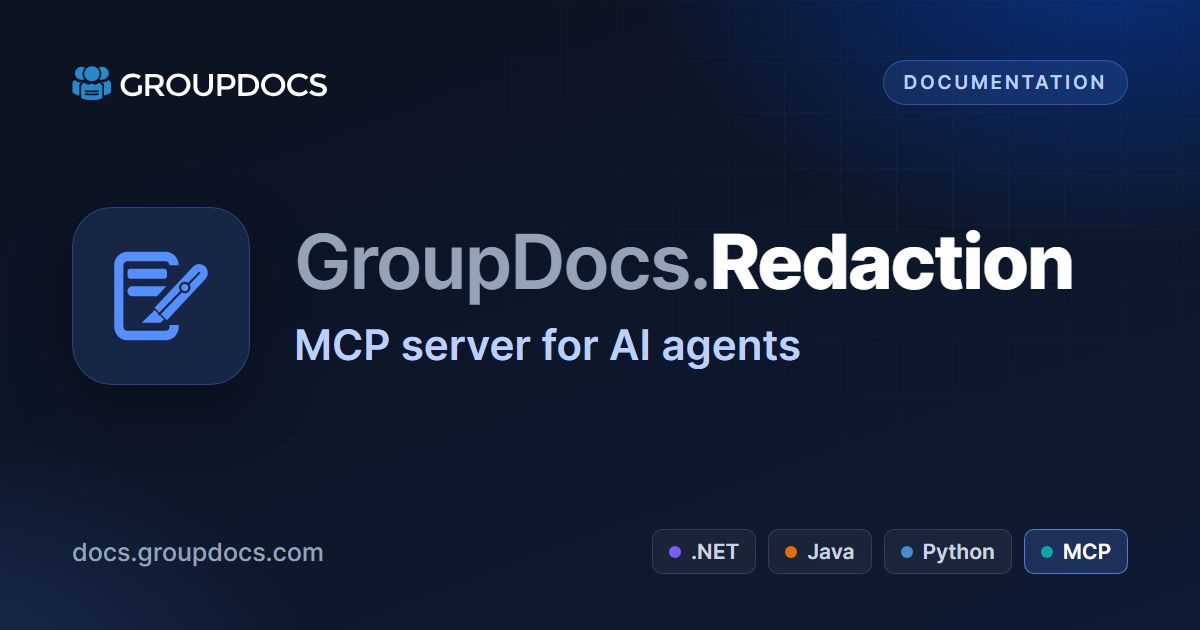 GROUPDOCS
DOCUMENTATION
GroupDocs.Redaction
MCP server for AI agents
docs.groupdocs.com
.NET
Java
Python
MCP